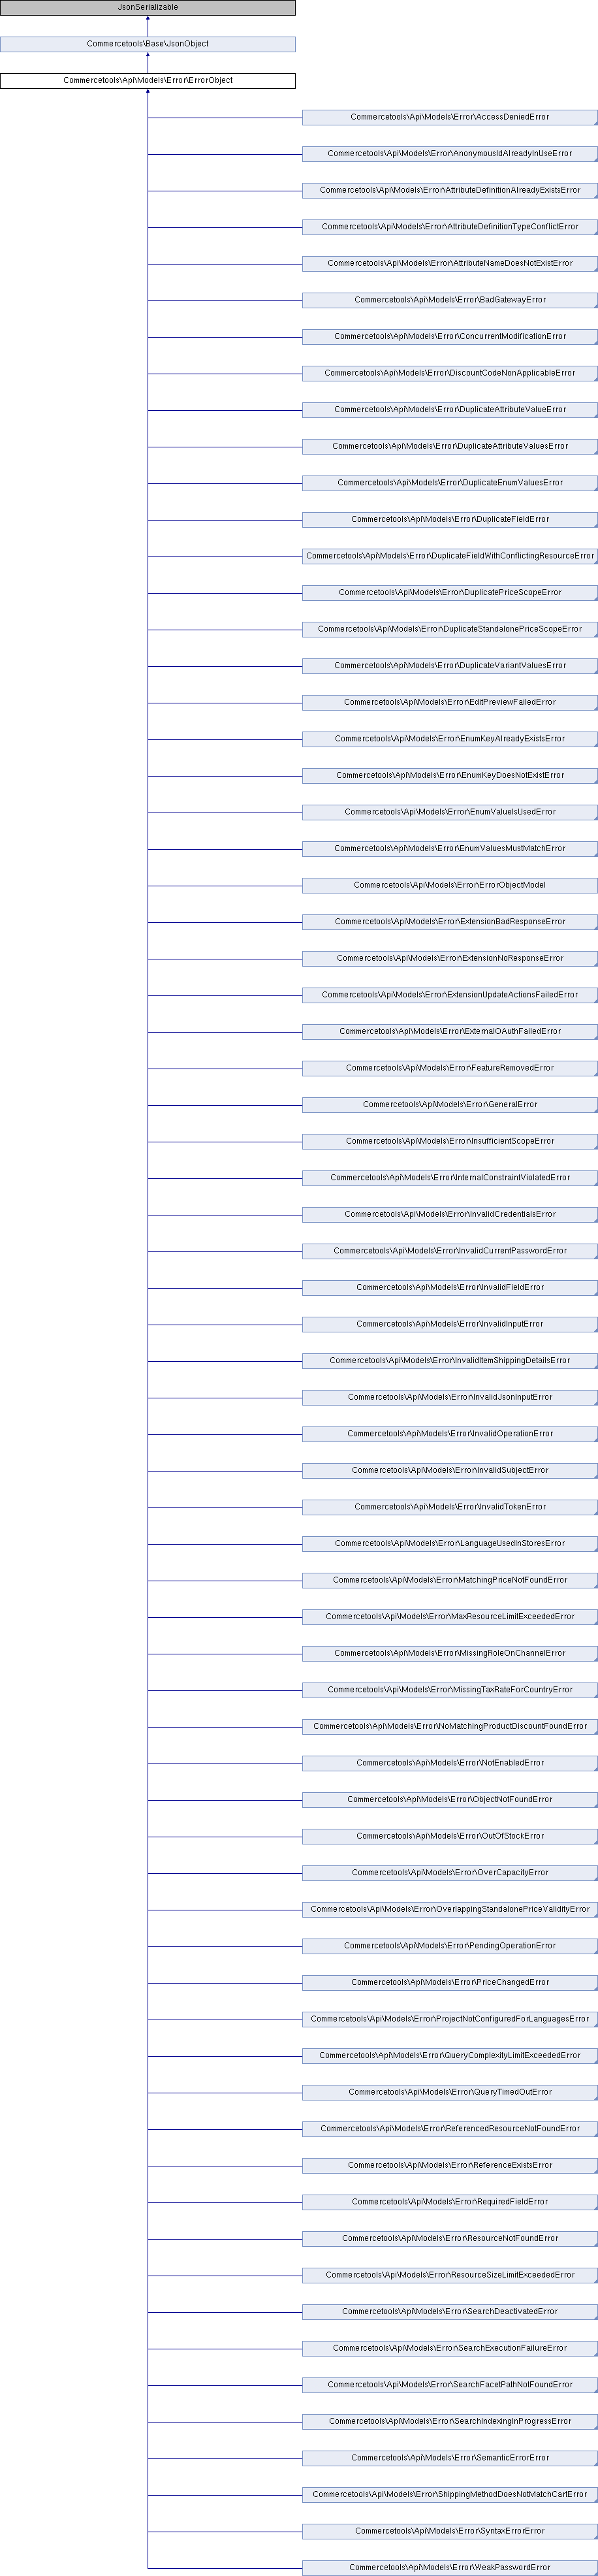 JsonSerializable
Commercetools\Base\JsonObject
Commercetools\Api\Models\Error\ErrorObject
Commercetools\Api\Models\Error\AccessDeniedError
Commercetools\Api\Models\Error\AnonymousIdAlreadyInUseError
Commercetools\Api\Models\Error\AttributeDefinitionAlreadyExistsError
Commercetools\Api\Models\Error\AttributeDefinitionTypeConflictError
Commercetools\Api\Models\Error\AttributeNameDoesNotExistError
Commercetools\Api\Models\Error\BadGatewayError
Commercetools\Api\Models\Error\ConcurrentModificationError
Commercetools\Api\Models\Error\DiscountCodeNonApplicableError
Commercetools\Api\Models\Error\DuplicateAttributeValueError
Commercetools\Api\Models\Error\DuplicateAttributeValuesError
Commercetools\Api\Models\Error\DuplicateEnumValuesError
Commercetools\Api\Models\Error\DuplicateFieldError
Commercetools\Api\Models\Error\DuplicateFieldWithConflictingResourceError
Commercetools\Api\Models\Error\DuplicatePriceScopeError
Commercetools\Api\Models\Error\DuplicateStandalonePriceScopeError
Commercetools\Api\Models\Error\DuplicateVariantValuesError
Commercetools\Api\Models\Error\EditPreviewFailedError
Commercetools\Api\Models\Error\EnumKeyAlreadyExistsError
Commercetools\Api\Models\Error\EnumKeyDoesNotExistError
Commercetools\Api\Models\Error\EnumValueIsUsedError
Commercetools\Api\Models\Error\EnumValuesMustMatchError
Commercetools\Api\Models\Error\ErrorObjectModel
Commercetools\Api\Models\Error\ExtensionBadResponseError
Commercetools\Api\Models\Error\ExtensionNoResponseError
Commercetools\Api\Models\Error\ExtensionUpdateActionsFailedError
Commercetools\Api\Models\Error\ExternalOAuthFailedError
Commercetools\Api\Models\Error\FeatureRemovedError
Commercetools\Api\Models\Error\GeneralError
Commercetools\Api\Models\Error\InsufficientScopeError
Commercetools\Api\Models\Error\InternalConstraintViolatedError
Commercetools\Api\Models\Error\InvalidCredentialsError
Commercetools\Api\Models\Error\InvalidCurrentPasswordError
Commercetools\Api\Models\Error\InvalidFieldError
Commercetools\Api\Models\Error\InvalidInputError
Commercetools\Api\Models\Error\InvalidItemShippingDetailsError
Commercetools\Api\Models\Error\InvalidJsonInputError
Commercetools\Api\Models\Error\InvalidOperationError
Commercetools\Api\Models\Error\InvalidSubjectError
Commercetools\Api\Models\Error\InvalidTokenError
Commercetools\Api\Models\Error\LanguageUsedInStoresError
Commercetools\Api\Models\Error\MatchingPriceNotFoundError
Commercetools\Api\Models\Error\MaxResourceLimitExceededError
Commercetools\Api\Models\Error\MissingRoleOnChannelError
Commercetools\Api\Models\Error\MissingTaxRateForCountryError
Commercetools\Api\Models\Error\NoMatchingProductDiscountFoundError
Commercetools\Api\Models\Error\NotEnabledError
Commercetools\Api\Models\Error\ObjectNotFoundError
Commercetools\Api\Models\Error\OutOfStockError
Commercetools\Api\Models\Error\OverCapacityError
Commercetools\Api\Models\Error\OverlappingStandalonePriceValidityError
Commercetools\Api\Models\Error\PendingOperationError
Commercetools\Api\Models\Error\PriceChangedError
Commercetools\Api\Models\Error\ProjectNotConfiguredForLanguagesError
Commercetools\Api\Models\Error\QueryComplexityLimitExceededError
Commercetools\Api\Models\Error\QueryTimedOutError
Commercetools\Api\Models\Error\ReferencedResourceNotFoundError
Commercetools\Api\Models\Error\ReferenceExistsError
Commercetools\Api\Models\Error\RequiredFieldError
Commercetools\Api\Models\Error\ResourceNotFoundError
Commercetools\Api\Models\Error\ResourceSizeLimitExceededError
Commercetools\Api\Models\Error\SearchDeactivatedError
Commercetools\Api\Models\Error\SearchExecutionFailureError
Commercetools\Api\Models\Error\SearchFacetPathNotFoundError
Commercetools\Api\Models\Error\SearchIndexingInProgressError
Commercetools\Api\Models\Error\SemanticErrorError
Commercetools\Api\Models\Error\ShippingMethodDoesNotMatchCartError
Commercetools\Api\Models\Error\SyntaxErrorError
Commercetools\Api\Models\Error\WeakPasswordError